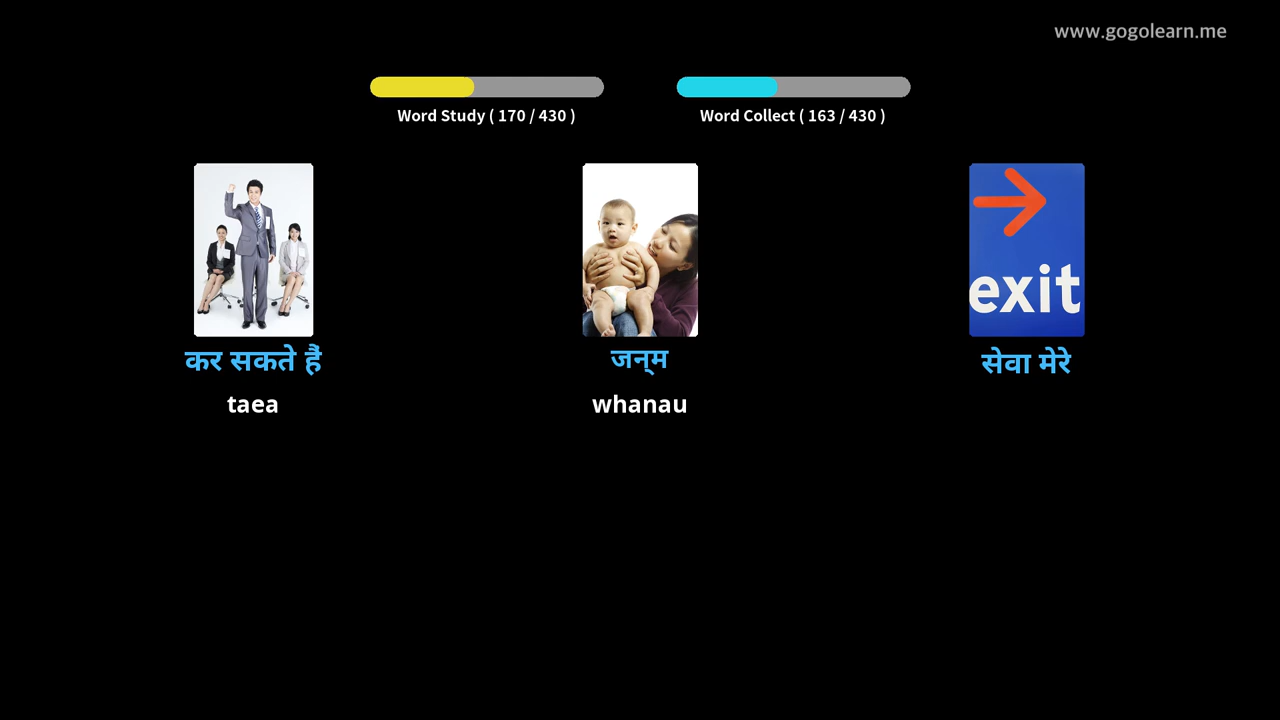 www.gogolearn.me
Word Study ( 170 / 430 )
Word Collect ( 163 / 430 )
exit
कर सकते हैं
जन्‌म
सेवा मेरे
taea
whanau